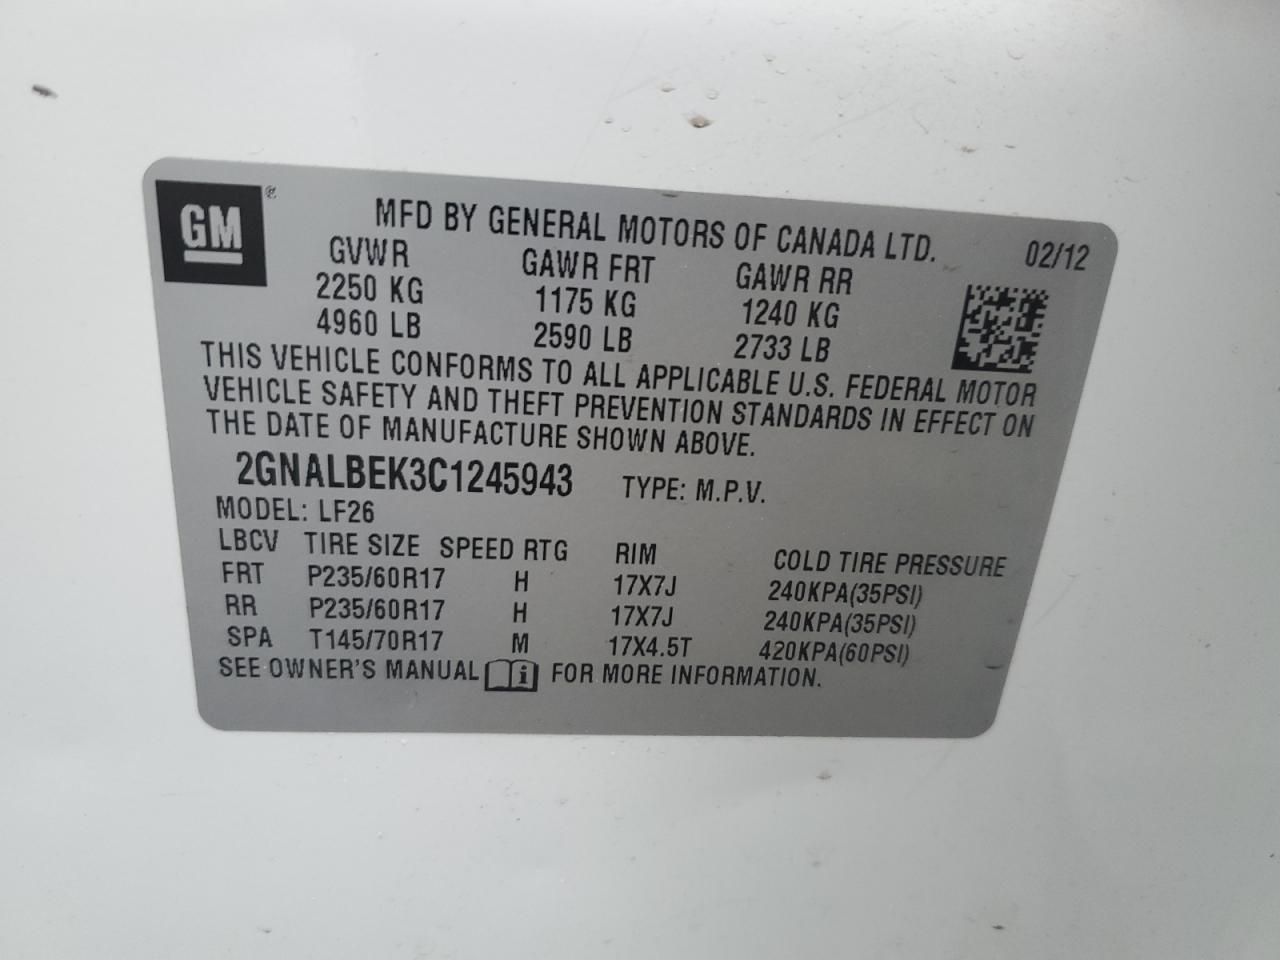 GM ®
MFD BY GENERAL MOTORS OF CANADA LTD. 02/12
GVWR GAWR FRT GAWR RR
2250 KG 1175 KG 1240 KG
4960 LB 2590 LB 2733 LB
THIS VEHICLE CONFORMS TO ALL APPLICABLE U.S. FEDERAL MOTOR
VEHICLE SAFETY AND THEFT PREVENTION STANDARDS IN EFFECT ON
THE DATE OF MANUFACTURE SHOWN ABOVE.
2GNALBEK3C1245943 TYPE: M.P.V.
MODEL: LF26
LBCV TIRE SIZE SPEED RTG RIM COLD TIRE PRESSURE
FRT P235/60R17 H 17X7J 240KPA(35PSI)
RR P235/60R17 H 17X7J 240KPA(35PSI)
SPA T145/70R17 M 17X4.5T 420KPA(60PSI)
SEE OWNER'S MANUAL i FOR MORE INFORMATION.